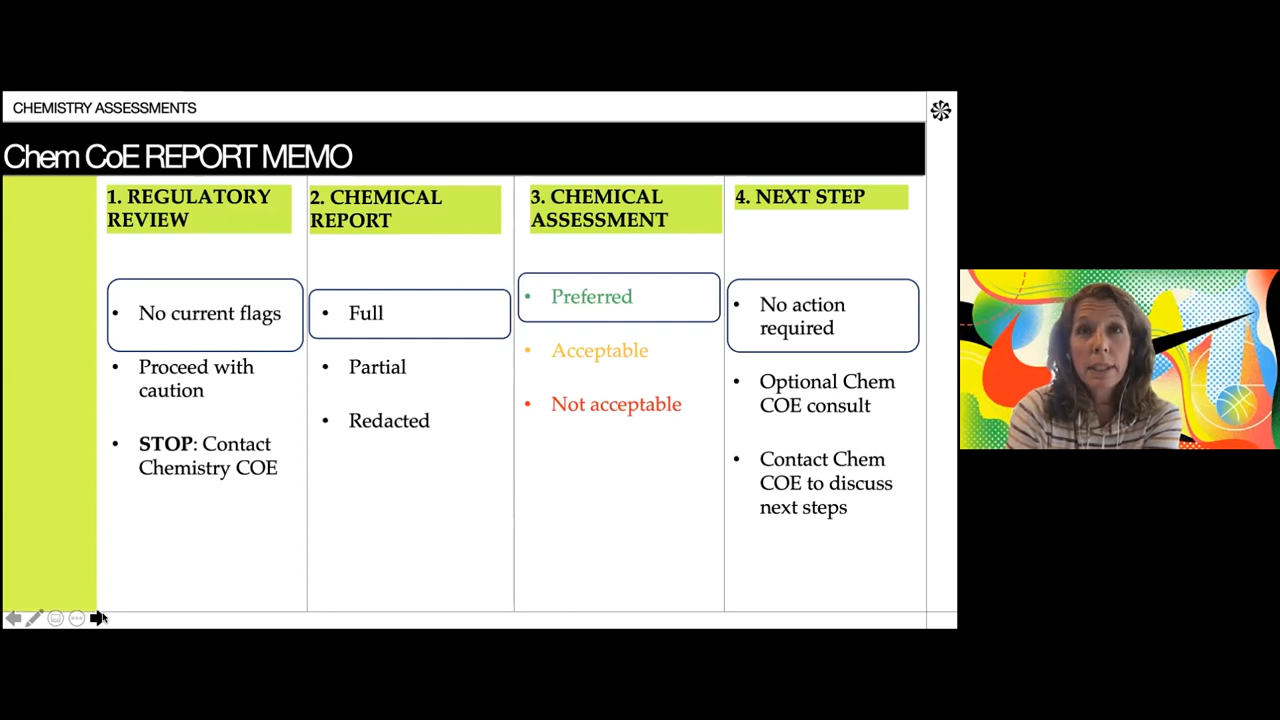 CHEMISTRY ASSESSMENTS
Chem CoE REPORT MEMO
1. REGULATORY
REVIEW
• No current flags
• Proceed with
caution
• STOP: Contact
Chemistry COE
2. CHEMICAL
REPORT
• Full
• Partial
• Redacted
3. CHEMICAL
ASSESSMENT
• Preferred
• Acceptable
• Not acceptable
4. NEXT STEP
• No action
required
• Optional Chem
COE consult
• Contact Chem
COE to discuss
next steps